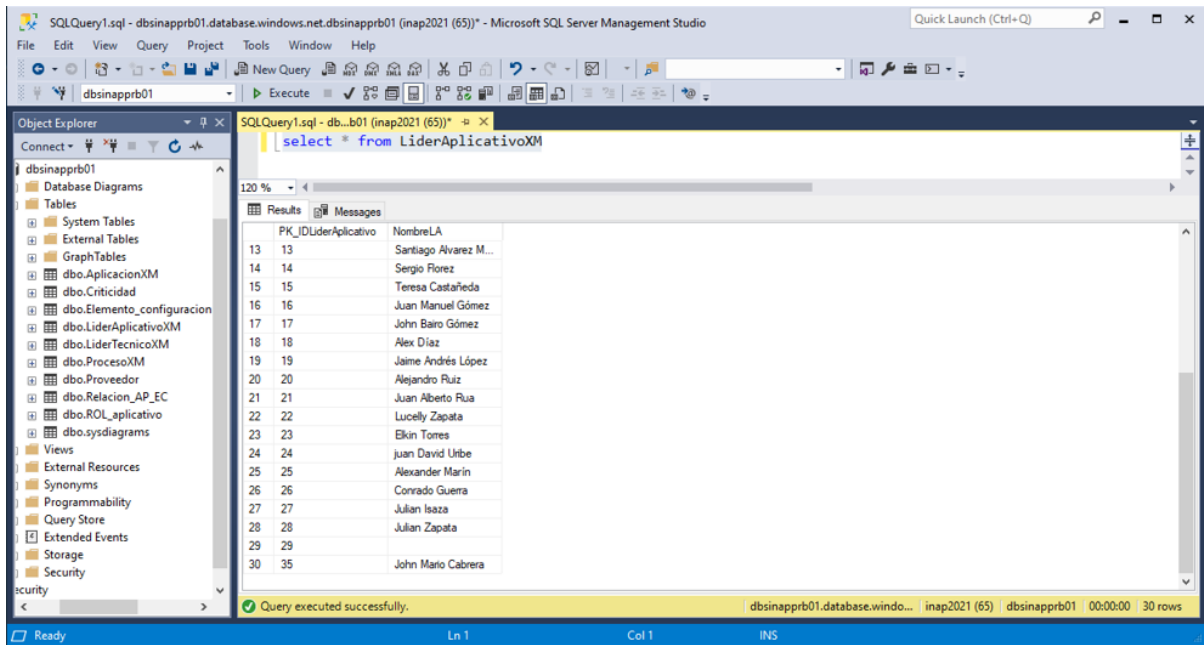 SQLQuery1.sql - dbsinapprb01.database.windows.net.dbsinapprb01 (inap2021 (65))* - Microsoft SQL Server Management Studio
Quick Launch (Ctrl+Q)
File Edit View Query Project Tools Window Help
New Query
dbsinapprb01
Execute
Object Explorer
Connect
dbsinapprb01
Database Diagrams
Tables
System Tables
External Tables
GraphTables
dbo.AplicacionXM
dbo.Criticidad
dbo.Elemento_configuracion
dbo.LiderAplicativoXM
dbo.LiderTecnicoXM
dbo.ProcesoXM
dbo.Proveedor
dbo.Relacion_AP_EC
dbo.ROL_aplicativo
dbo.sysdiagrams
Views
External Resources
Synonyms
Programmability
Query Store
Extended Events
Storage
Security
ecurity
SQLQuery1.sql - db...b01 (inap2021 (65))*
select * from LiderAplicativoXM
120 %
Results Messages
PK_IDLiderAplicativo NombreLA
13 13 Santiago Alvarez M...
14 14 Sergio Florez
15 15 Teresa Castañeda
16 16 Juan Manuel Gómez
17 17 John Bairo Gómez
18 18 Alex Díaz
19 19 Jaime Andrés López
20 20 Alejandro Ruiz
21 21 Juan Alberto Rua
22 22 Lucelly Zapata
23 23 Elkin Torres
24 24 juan David Uribe
25 25 Alexander Marín
26 26 Conrado Guerra
27 27 Julian Isaza
28 28 Julian Zapata
29 29
30 35 John Mario Cabrera
Query executed successfully.
dbsinapprb01.database.windo... inap2021 (65) dbsinapprb01 00:00:00 30 rows
Ready Ln 1 Col 1 INS